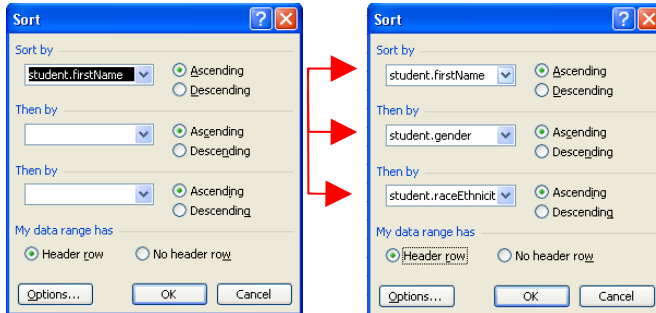 Sort
Sort by
student.firstName
Ascending
Descending
Then by
Ascending
Descending
Then by
Ascending
Descending
My data range has
Header row
No header row
Options...
OK
Cancel
Sort
Sort by
student.firstName
Ascending
Descending
Then by
student.gender
Ascending
Descending
Then by
student.raceEthnicit
Ascending
Descending
My data range has
Header row
No header row
Options...
OK
Cancel